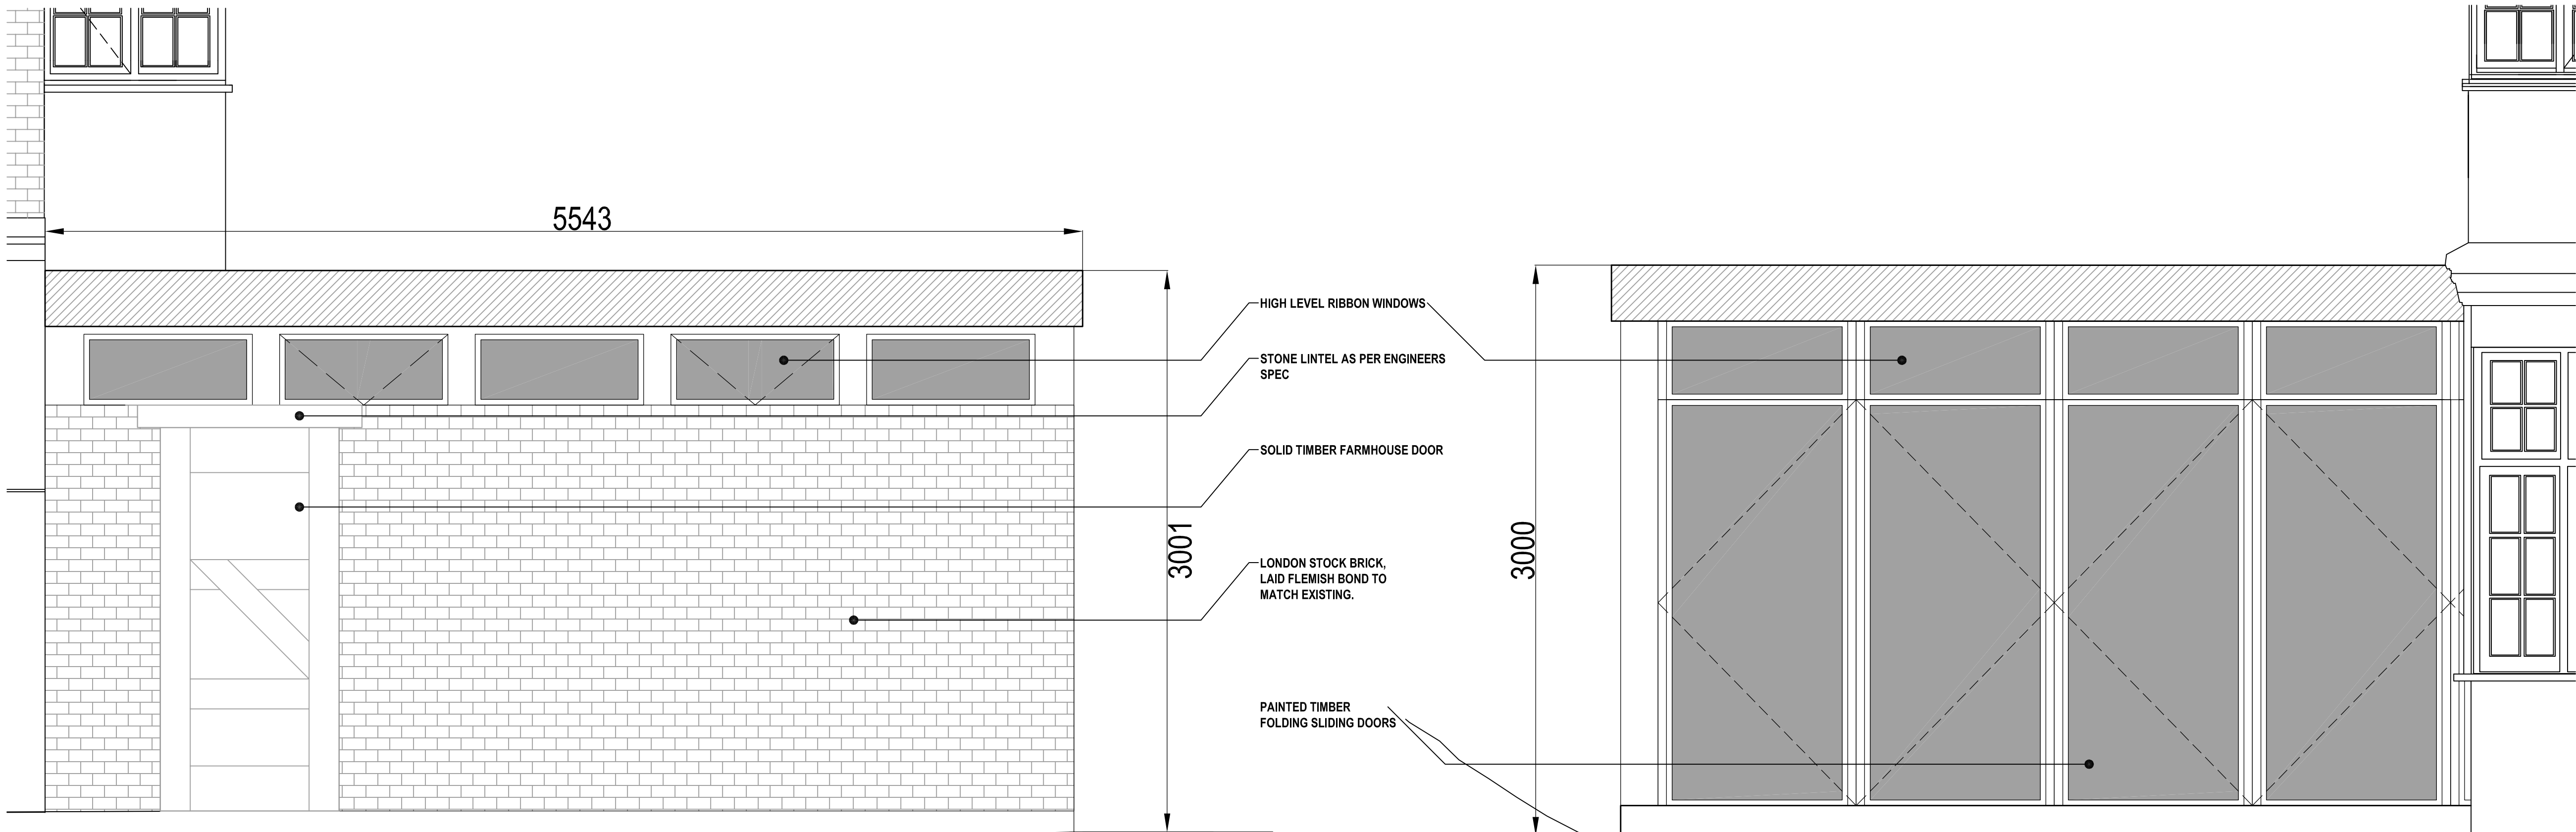 5543
HIGH LEVEL RIBBON WINDOWS
STONE LINTEL AS PER ENGINEERS
SPEC
SOLID TIMBER FARMHOUSE DOOR
3001
3000
LONDON STOCK BRICK,
LAID FLEMISH BOND TO
MATCH EXISTING.
PAINTED TIMBER
FOLDING SLIDING DOORS